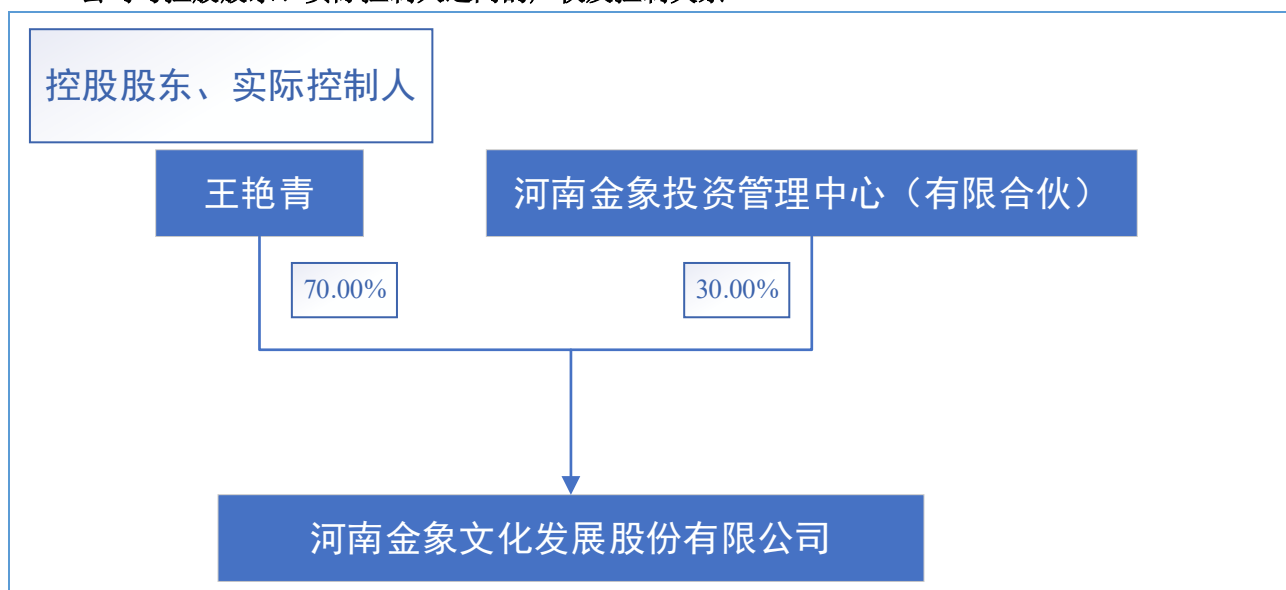 控股股东、实际控制人
王艳青
河南金象投资管理中心（有限合伙）
70.00%
30.00%
河南金象文化发展股份有限公司